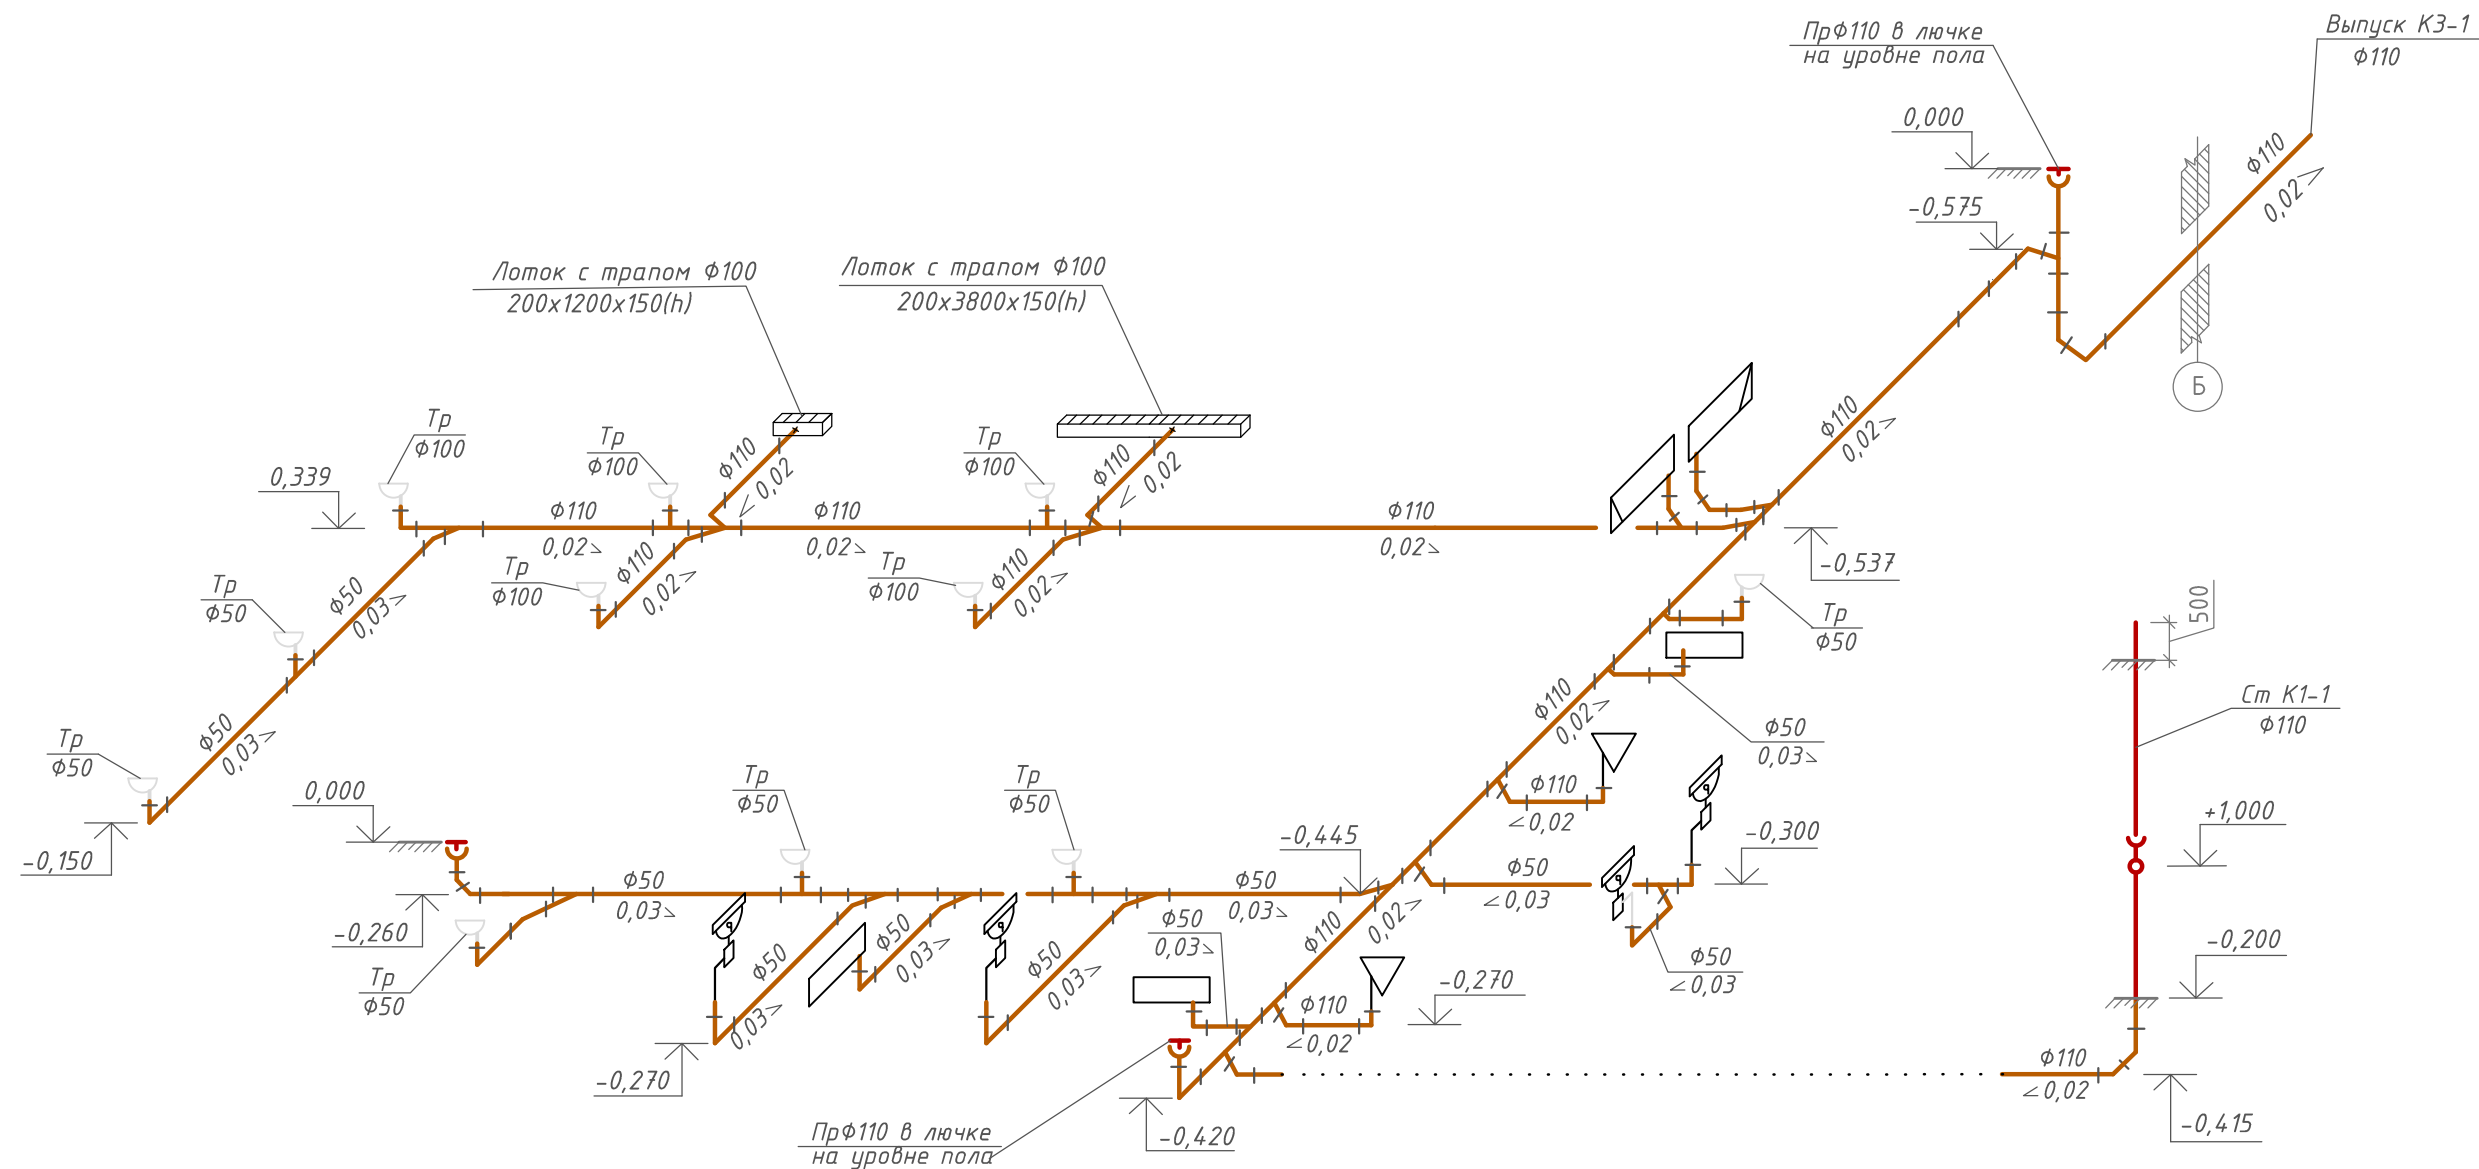 Выпуск К3-1
Ф110
ПрФ110 в лючке
на уровне пола
0,000
-0,575
Ф110
0,02
Б
Лоток с трапом Ф100
200х1200х150(h)
Лоток с трапом Ф100
200х3800х150(h)
Ф110
0,02
Тр
Ф100
Тр
Ф100
Тр
Ф100
0,339
Ф110
0,02
Ф110
0,02
Ф110
0,02
Ф110
0,02
Ф110
0,02
-0,537
Тр
Ф100
Ф110
0,02
Тр
Ф100
Ф110
0,02
Тр
Ф50
Ф50
0,03
Тр
Ф50
500
Тр
Ф50
Ф50
0,03
Ф110
0,02
Ф50
0,03
Ст К1-1
Ф110
-0,150
0,000
Тр
Ф50
Тр
Ф50
-0,445
Ф110
0,02
-0,300
+1,000
Ф50
0,03
Ф50
0,03
Ф50
0,03
-0,260
Тр
Ф50
Ф50
0,03
Ф50
0,03
Ф50
0,03
Ф50
0,03
Ф110
0,02
-0,200
Ф50
0,03
-0,270
-0,270
Ф110
0,02
Ф110
0,02
-0,415
ПрФ110 в лючке
на уровне пола
-0,420